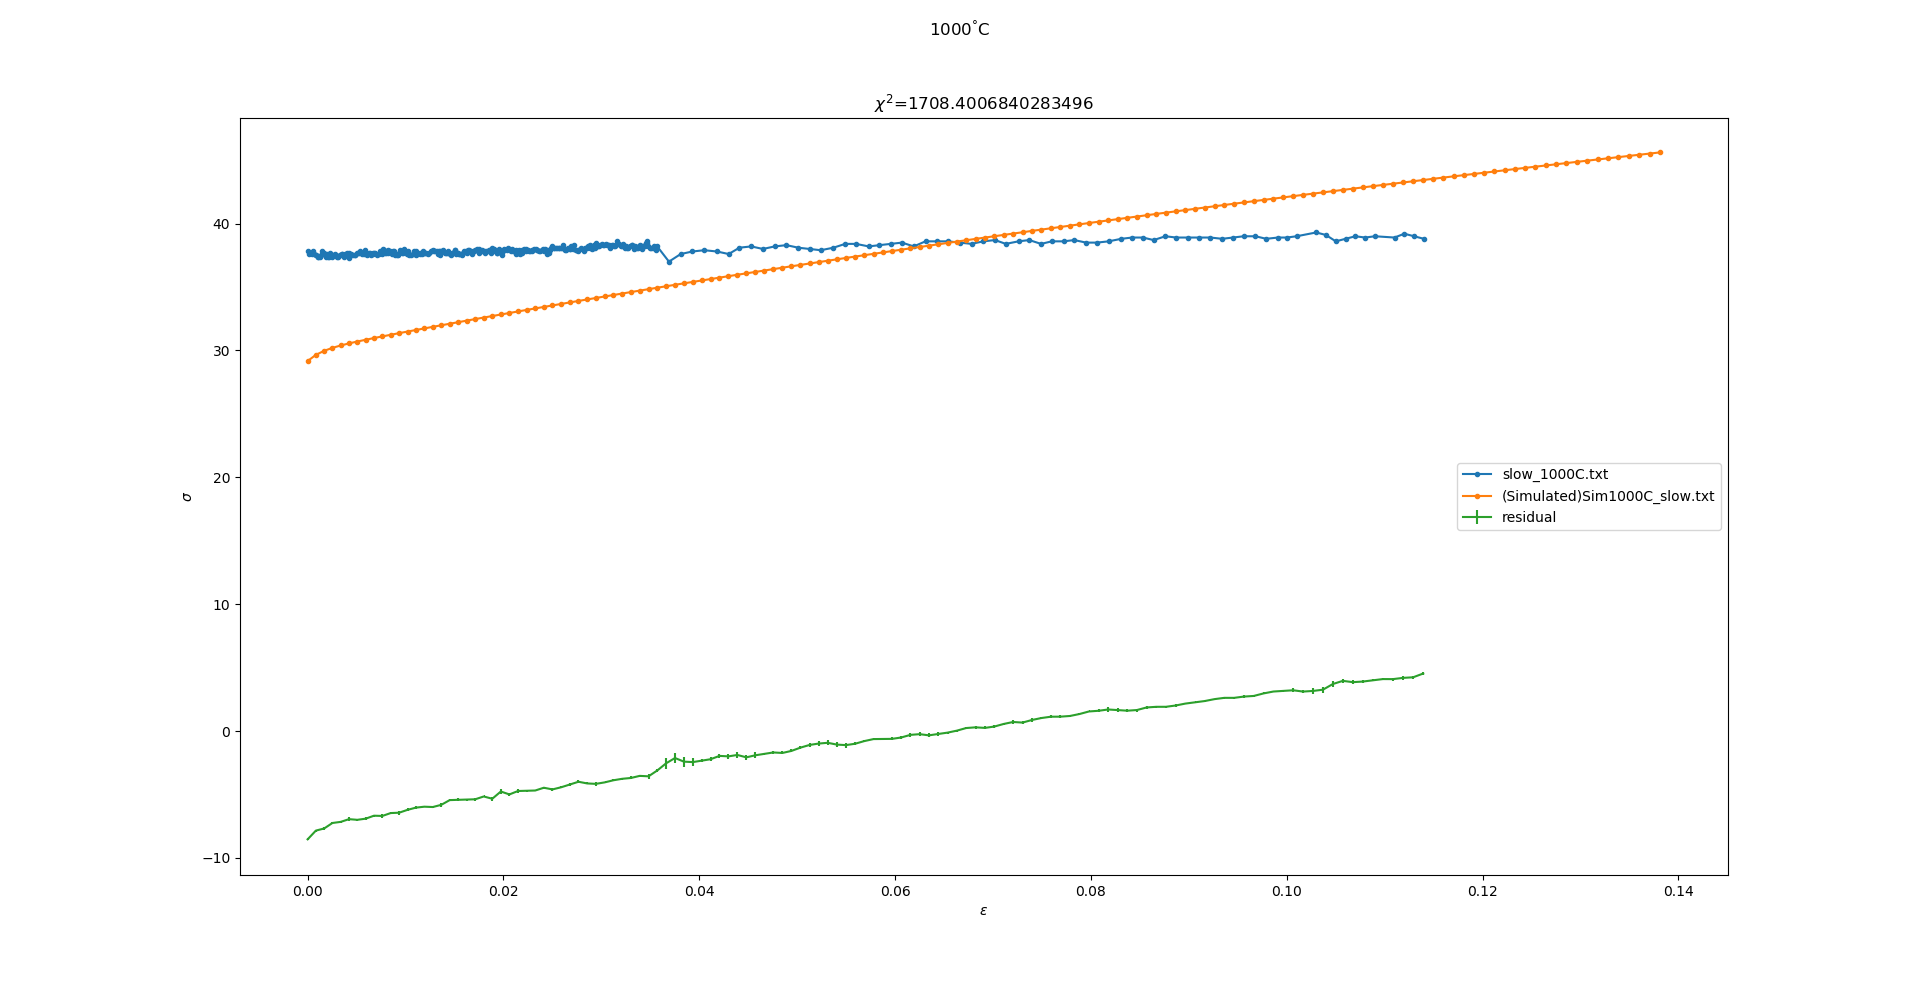 1000°C
χ²=1708.4006840283496
σ
40
30
20
10
0
−10
0.00
0.02
0.04
0.06
0.08
0.10
0.12
0.14
ε
slow_1000C.txt
(Simulated)Sim1000C_slow.txt
residual